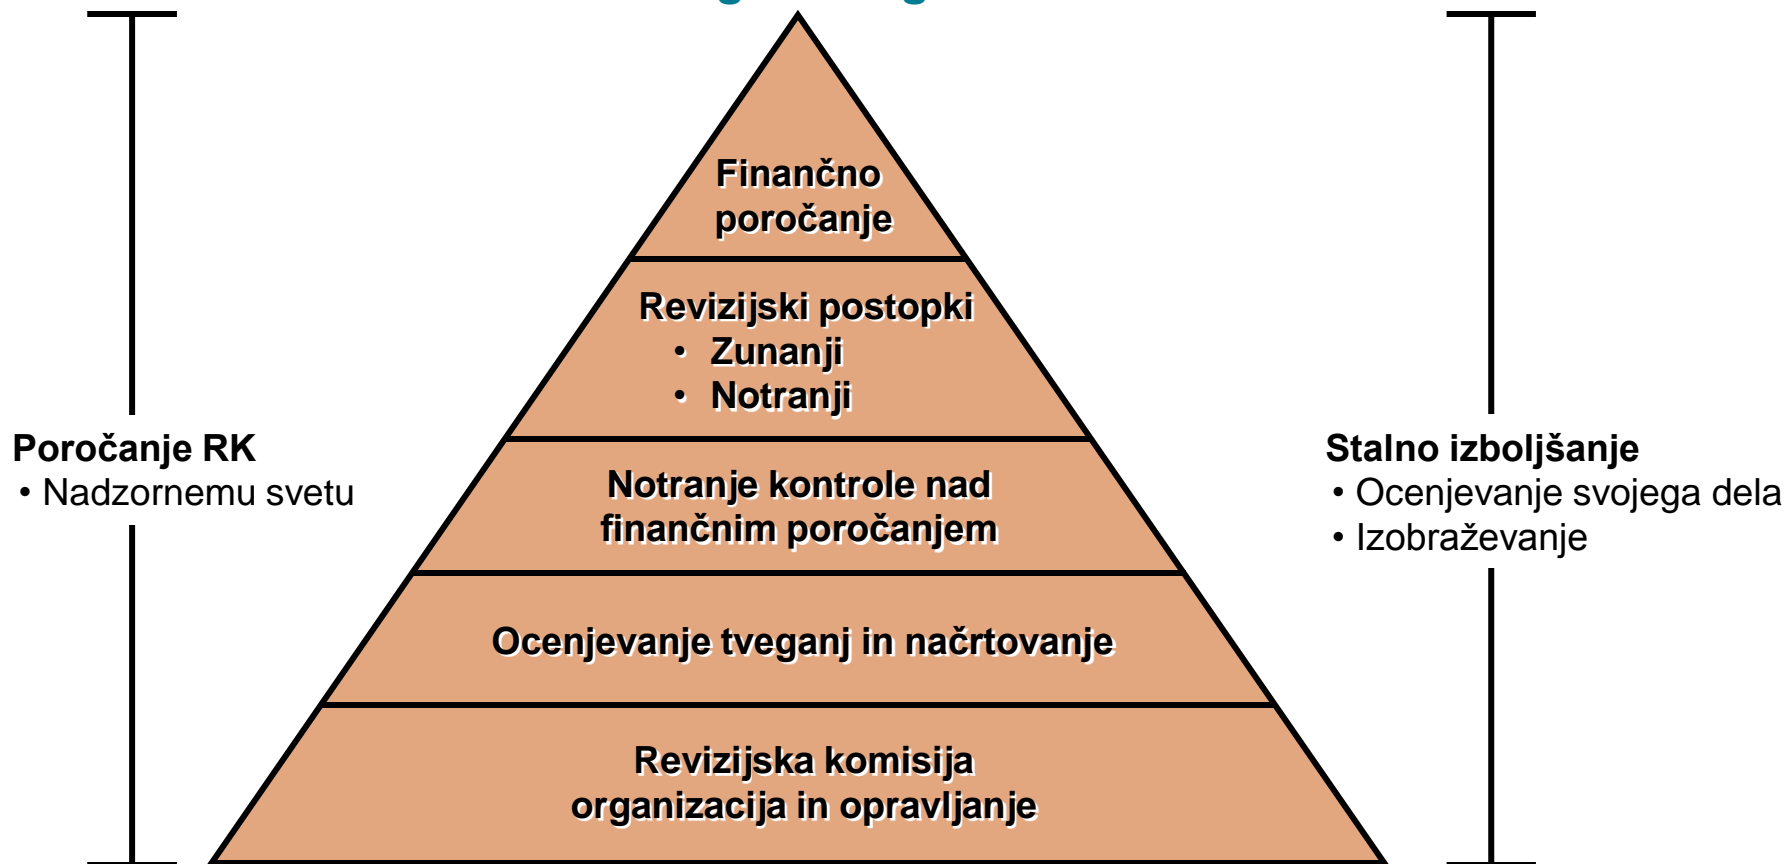 Finančno
poročanje
Revizijski postopki
• Zunanji
• Notranji
Poročanje RK
• Nadzornemu svetu
Notranje kontrole nad
finančnim poročanjem
Stalno izboljšanje
• Ocenjevanje svojega dela
• Izobraževanje
Ocenjevanje tveganj in načrtovanje
Revizijska komisija
organizacija in opravljanje